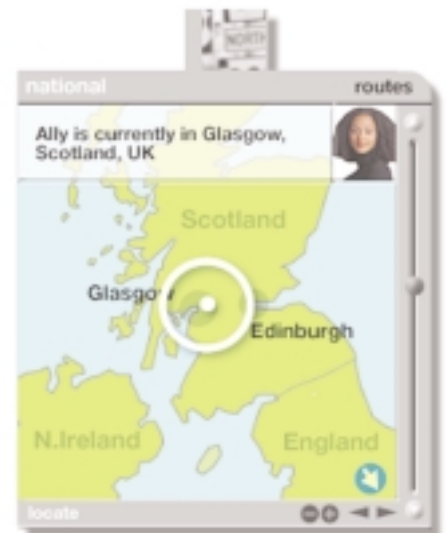 NORTH
national routes
Ally is currently in Glasgow,
Scotland, UK
Scotland
Glasgow
Edinburgh
N.Ireland England
locate